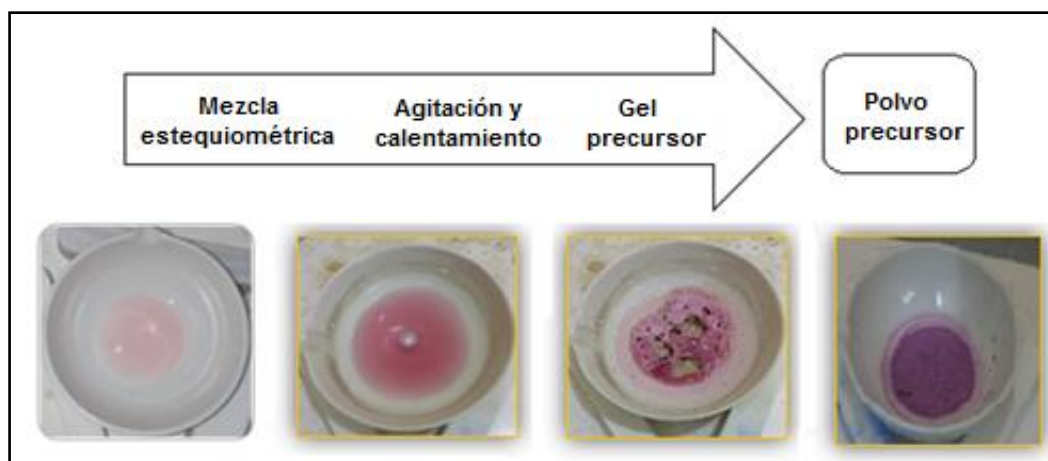 Mezcla
estequiométrica
Agitación y
calentamiento
Gel
precursor
Polvo
precursor